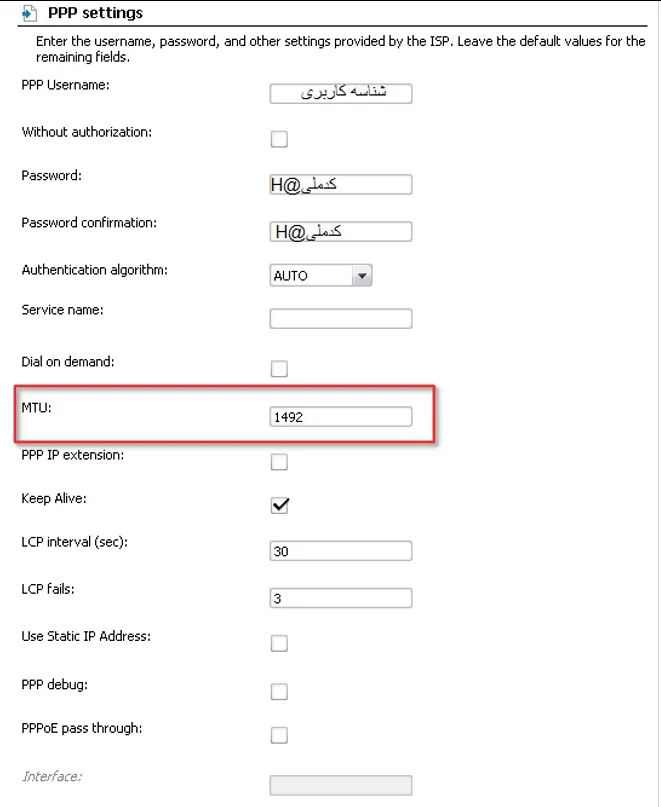 PPP settings
Enter the username, password, and other settings provided by the ISP. Leave the default values for the
remaining fields.
PPP Username:
شناسه کاربری
Without authorization:
Password:
کدملی@H
Password confirmation:
کدملی@H
Authentication algorithm:
AUTO
Service name:
Dial on demand:
MTU:
1492
PPP IP extension:
Keep Alive:
LCP interval (sec):
30
LCP fails:
3
Use Static IP Address:
PPP debug:
PPPoE pass through:
Interface: